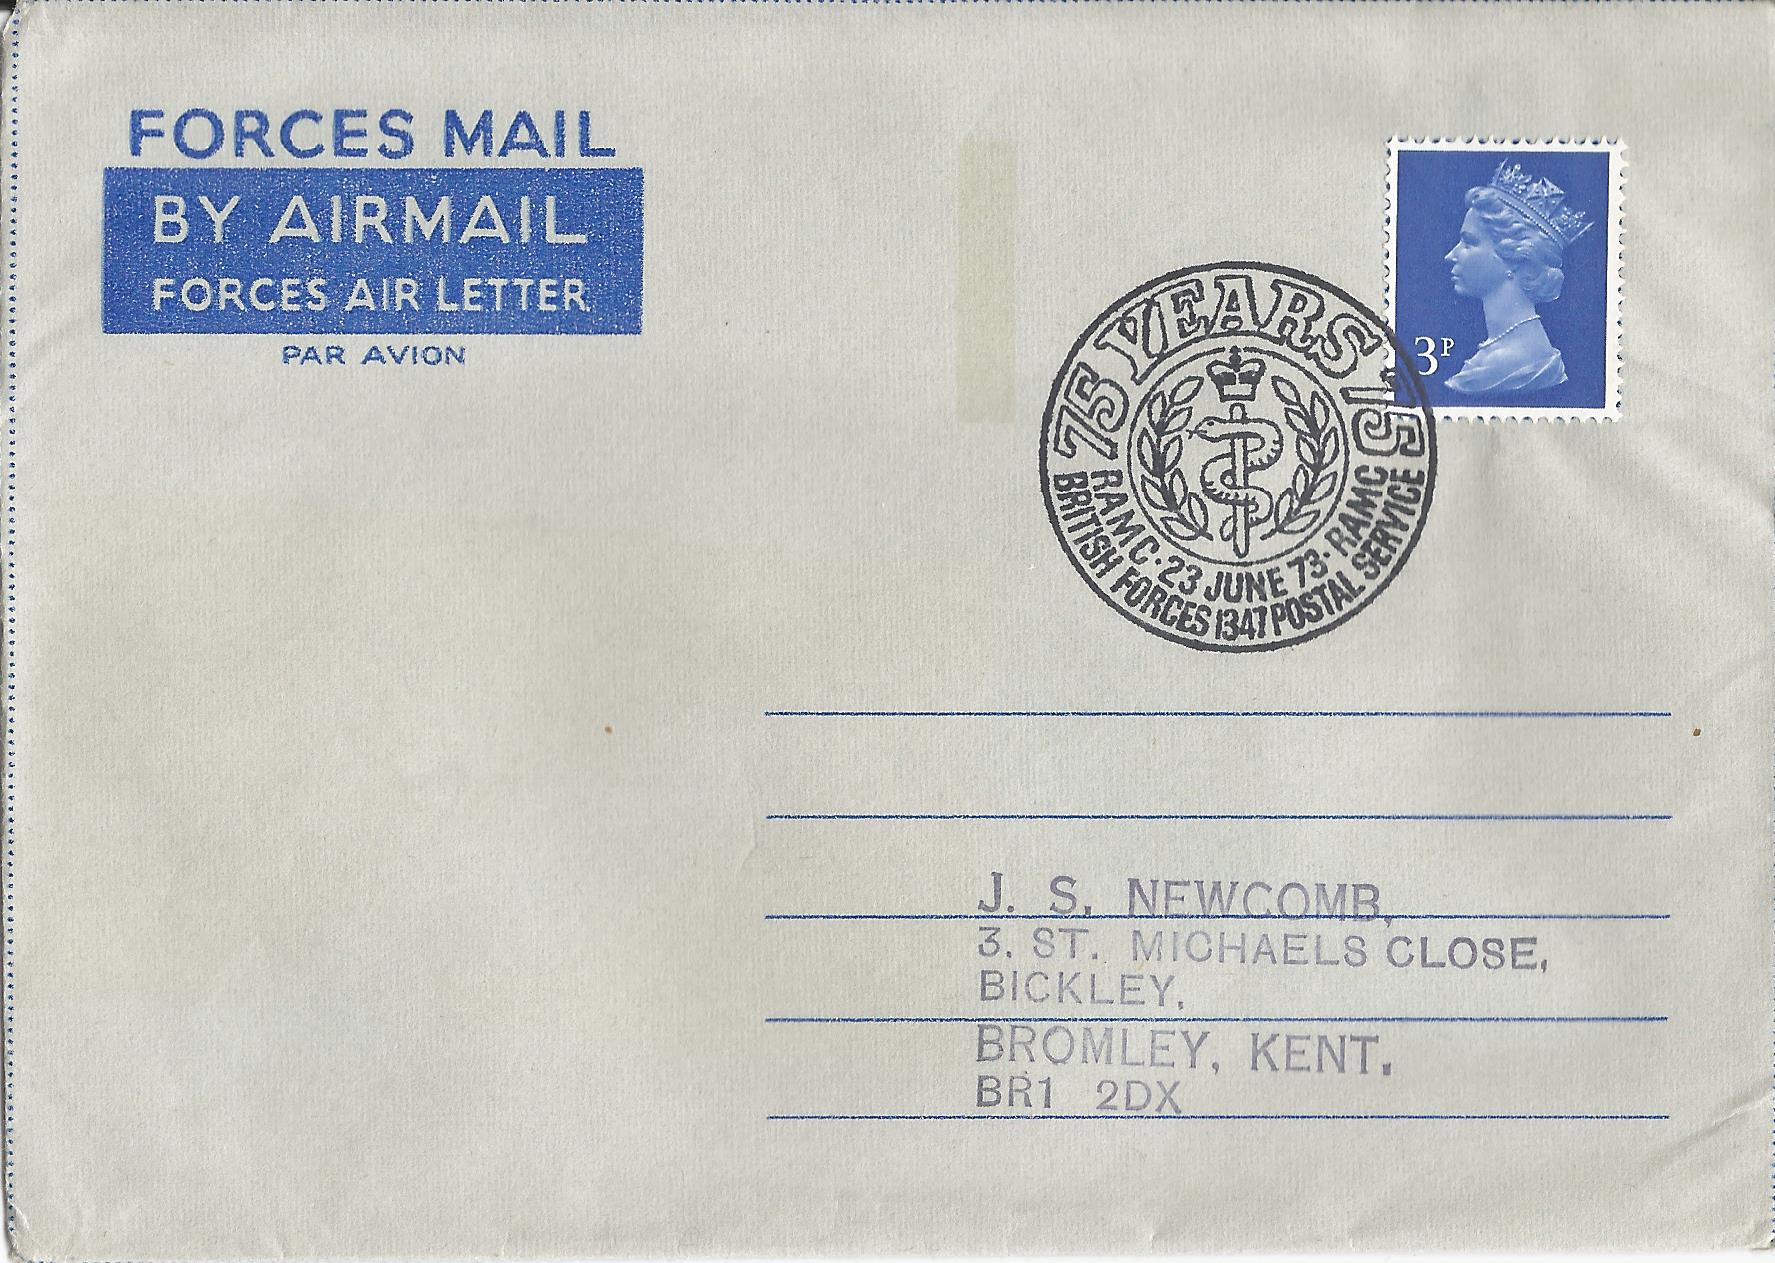 FORCES MAIL
BY AIRMAIL
FORCES AIR LETTER
PAR AVION
3P
75 YEARS 75
RAMC · 23 JUNE 73 · RAMC
BRITISH FORCES 1347 POSTAL SERVICE
J. S. NEWCOMB,
3. ST. MICHAELS CLOSE,
BICKLEY,
BROMLEY, KENT.
BR1 2DX